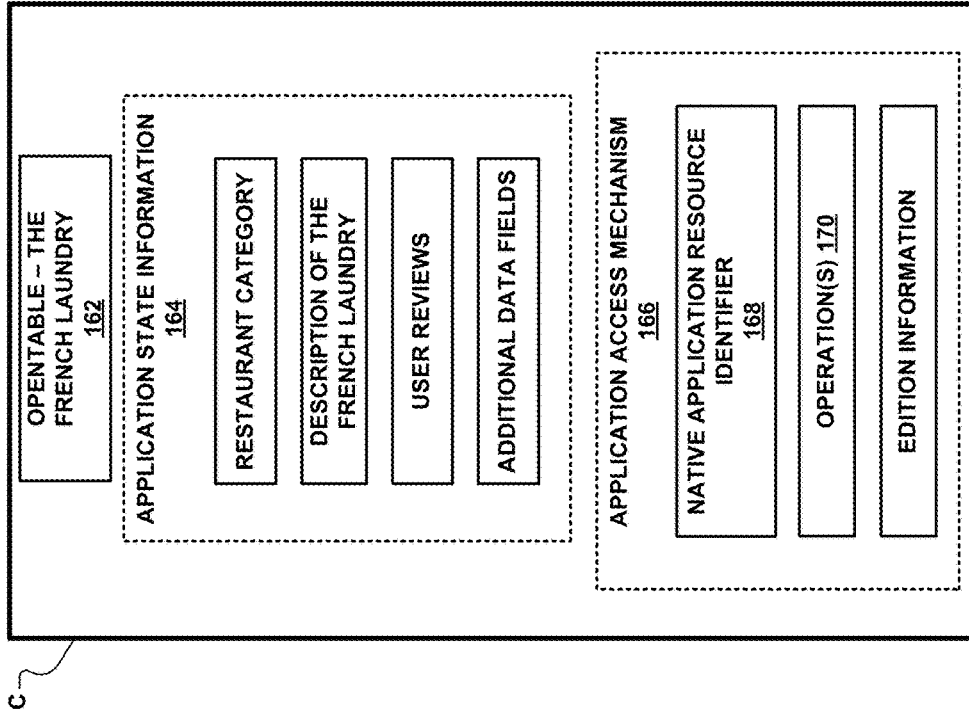 OPENTABLE – THE
FRENCH LAUNDRY
162
APPLICATION STATE INFORMATION
164
RESTAURANT CATEGORY
DESCRIPTION OF THE
FRENCH LAUNDRY
USER REVIEWS
ADDITIONAL DATA FIELDS
APPLICATION ACCESS MECHANISM
166
NATIVE APPLICATION RESOURCE
IDENTIFIER
168
OPERATION(S) 170
EDITION INFORMATION
C